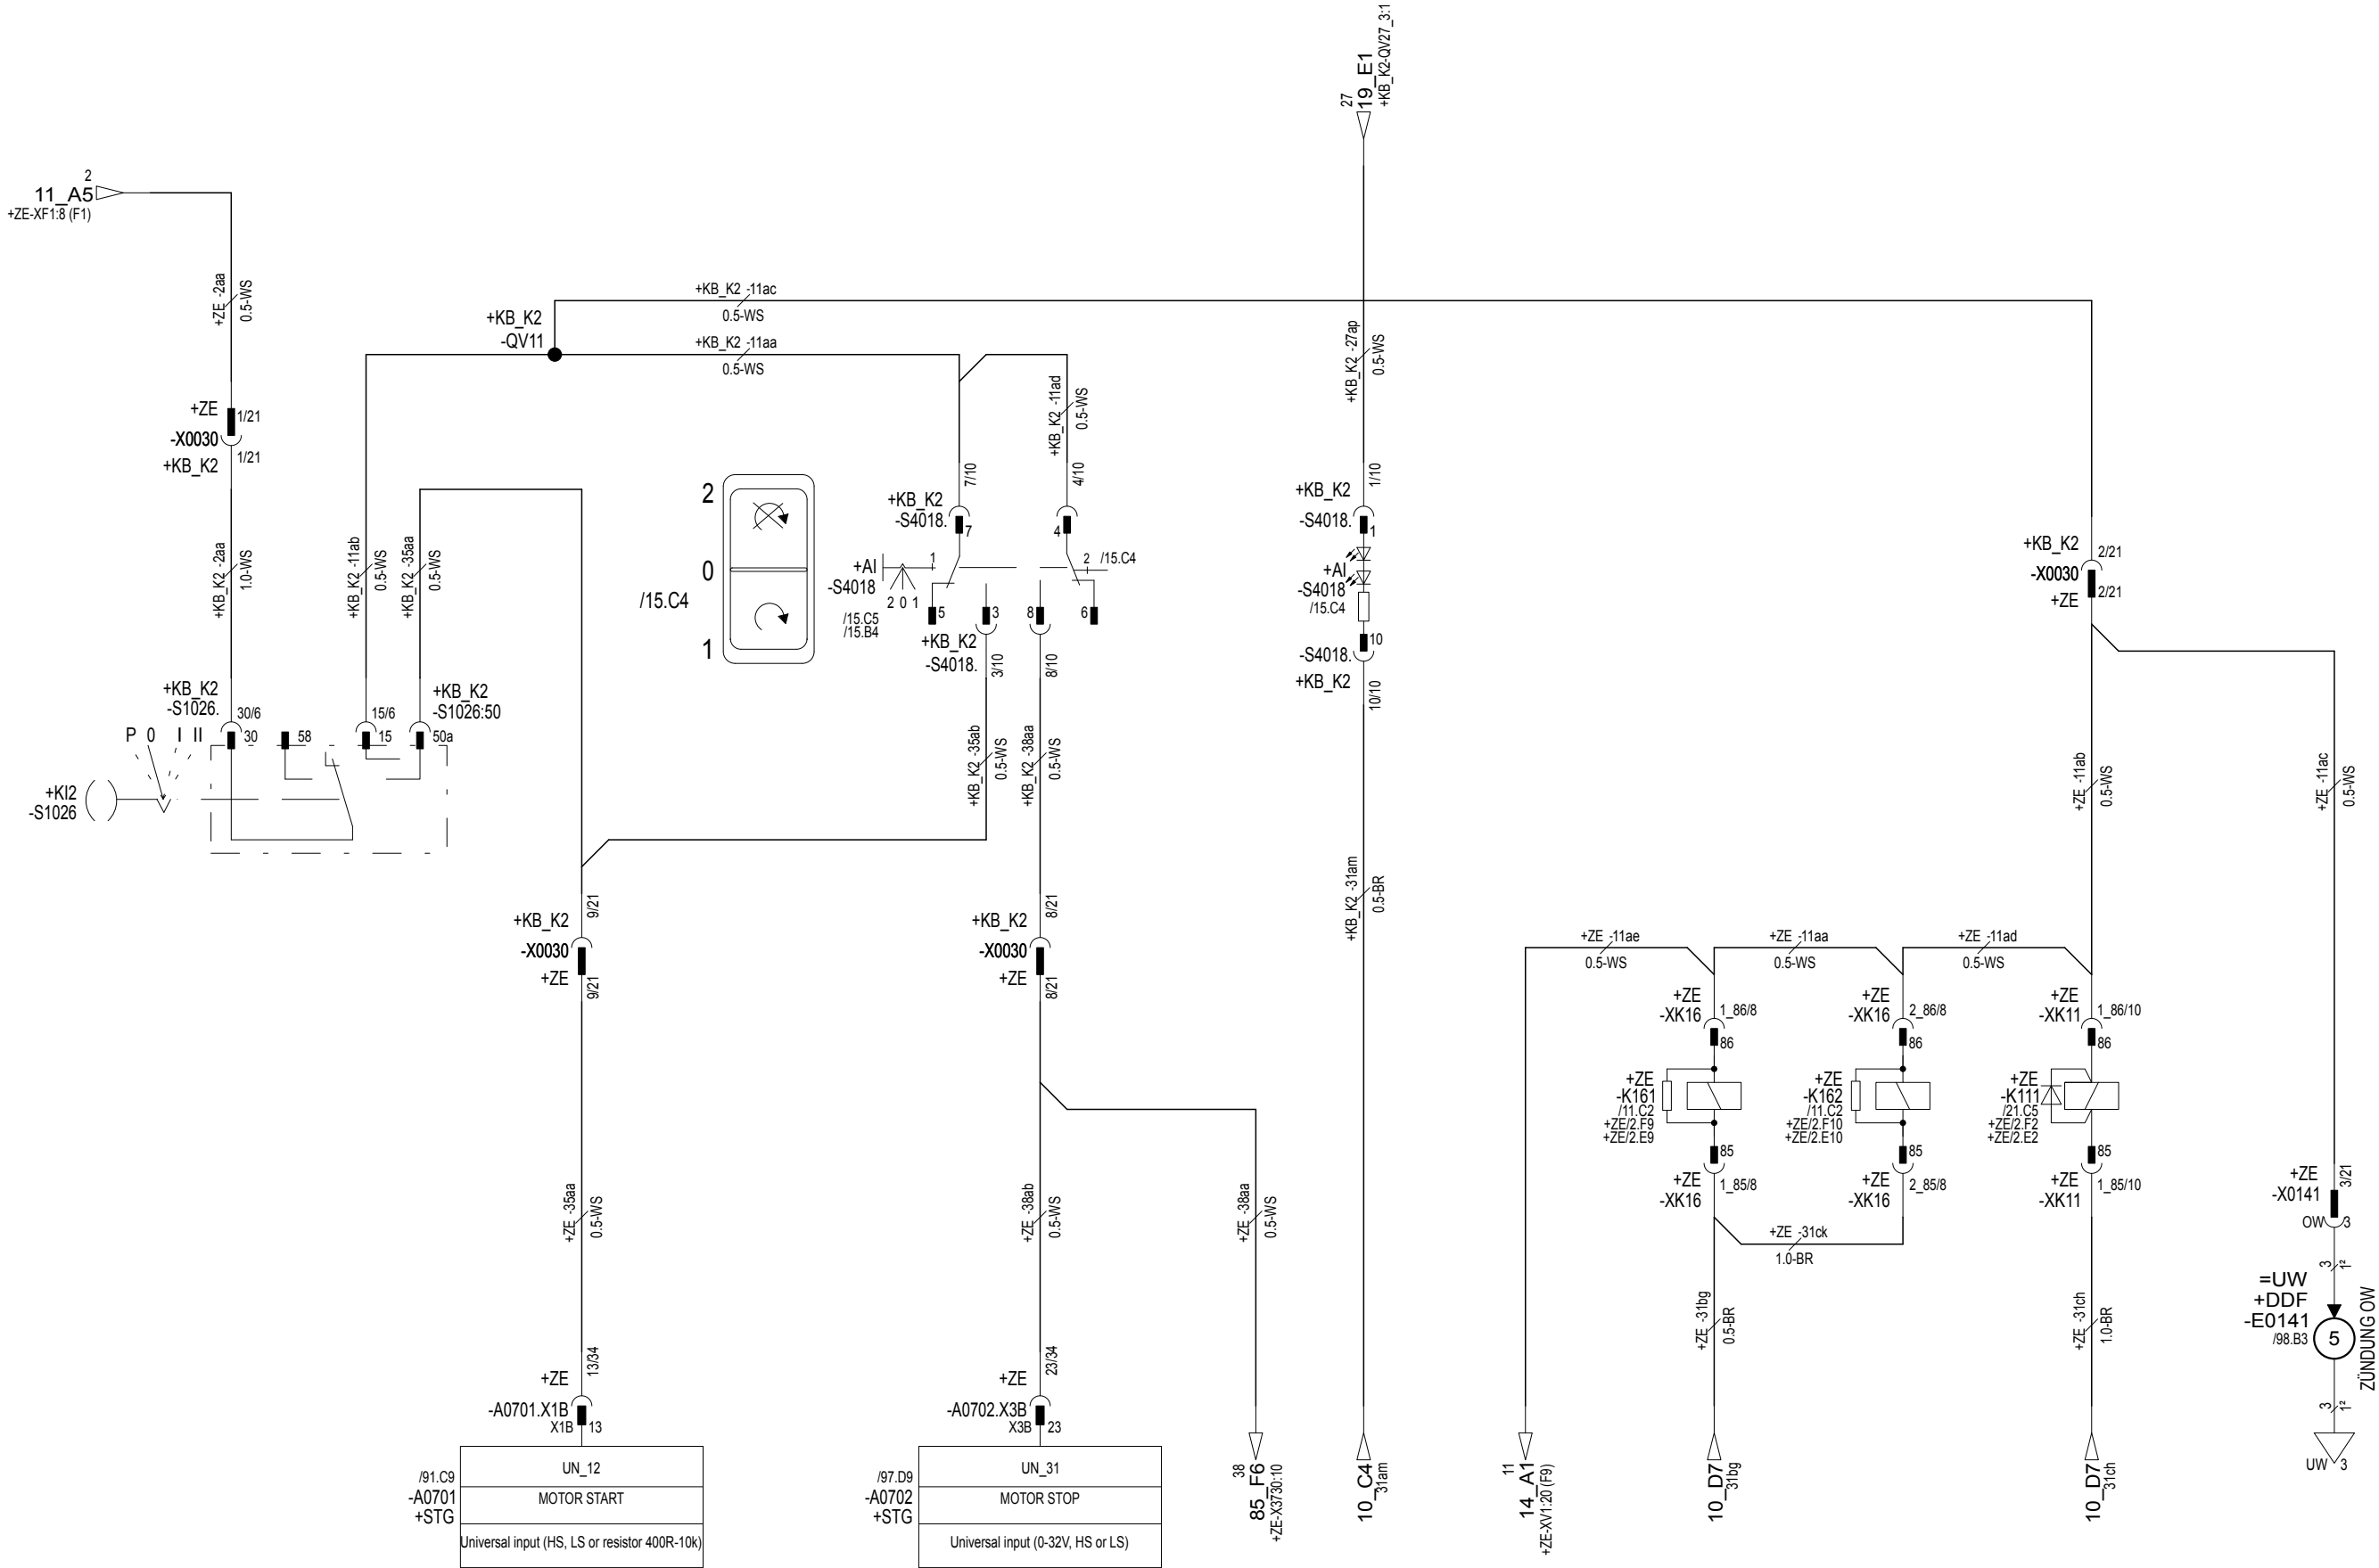 27
19_E1
+KB_K2-QV27_3:1
2
11_A5
+ZE-XF1:8 (F1)
+ZE -2aa
0.5-WS
+KB_K2 -11ac
0.5-WS
+KB_K2
-QV11
+KB_K2 -11aa
0.5-WS
+KB_K2 -27ap
0.5-WS
+KB_K2 -11ad
0.5-WS
+ZE
1/21
-X0030
+KB_K2
1/21
7/10
4/10
1/10
+KB_K2
-S4018.
7
4
+KB_K2
-S4018.
1
2
0
1
/15.C4
+AI
-S4018
1
2 0 1
/15.C5
/15.B4
2
/15.C4
5
3
8
6
+KB_K2
-S4018.
3/10
8/10
+AI
-S4018
/15.C4
10
-S4018.
+KB_K2
10/10
+KB_K2
2/21
-X0030
+ZE
2/21
+KB_K2 -2aa
1.0-WS
+KB_K2 -11ab
0.5-WS
+KB_K2 -35aa
0.5-WS
+KB_K2
-S1026.
30/6
15/6
+KB_K2
-S1026:50
P 0 I II
30
58
15
50a
+KI2
-S1026
+KB_K2 -35ab
0.5-WS
+KB_K2 -38aa
0.5-WS
+ZE -11ab
0.5-WS
+ZE -11ac
0.5-WS
+KB_K2 -31am
0.5-BR
+KB_K2
9/21
-X0030
+ZE
9/21
+KB_K2
8/21
-X0030
+ZE
8/21
+ZE -11ae
0.5-WS
+ZE -11aa
0.5-WS
+ZE -11ad
0.5-WS
+ZE
-XK16
1_86/8
86
+ZE
-XK16
2_86/8
86
+ZE
-XK11
1_86/10
86
+ZE
-K161
/11.C2
+ZE/2.F9
+ZE/2.E9
+ZE
-K162
/11.C2
+ZE/2.F10
+ZE/2.E10
+ZE
-K111
/21.C5
+ZE/2.F2
+ZE/2.E2
85
+ZE
-XK16
1_85/8
85
+ZE
-XK16
2_85/8
85
+ZE
-XK11
1_85/10
+ZE -31ck
1.0-BR
+ZE
-X0141
3/21
OW
3
+ZE -35aa
0.5-WS
+ZE -38ab
0.5-WS
+ZE -38aa
0.5-WS
+ZE -31bg
0.5-BR
+ZE -31ch
1.0-BR
3
1²
=UW
+DDF
-E0141
/98.B3
5
ZÜNDUNG OW
3
1²
UW
3
+ZE
13/34
-A0701.X1B
X1B
13
+ZE
23/34
-A0702.X3B
X3B
23
/91.C9
-A0701
+STG
UN_12
MOTOR START
Universal input (HS, LS or resistor 400R-10k)
/97.D9
-A0702
+STG
UN_31
MOTOR STOP
Universal input (0-32V, HS or LS)
38
85_F6
+ZE-X3730:10
10_C4
31am
11
14_A1
+ZE-XV1:20 (F9)
10_D7
31bg
10_D7
31ch